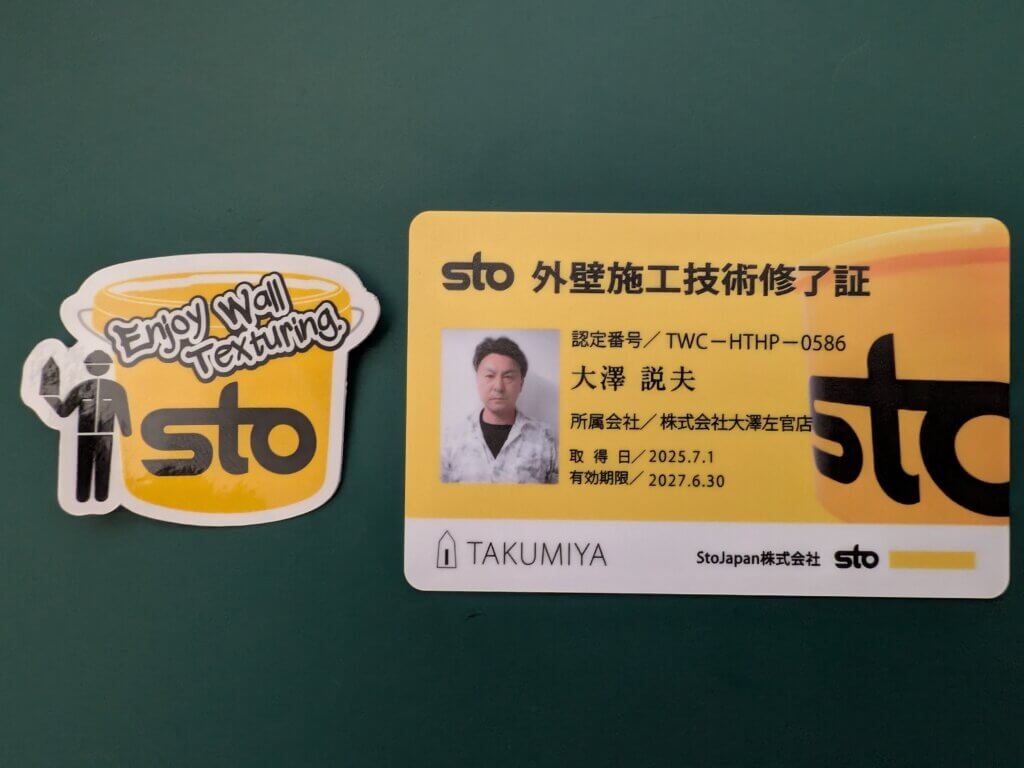 Enjoy Wall
Texturing.
sto
sto 外壁施工技術修了証
認定番号／TWC－HTHP－0586
大澤 説夫
所属会社／株式会社大澤左官店
取 得 日／2025.7.1
有効期限／2027.6.30
sto
TAKUMIYA
StoJapan株式会社 sto